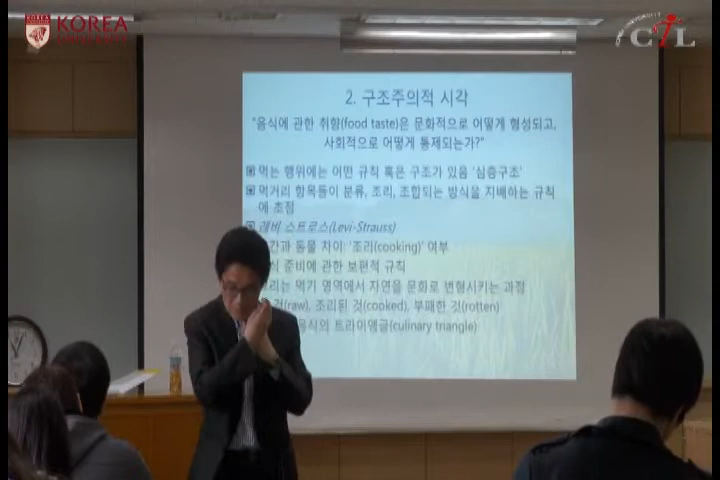 KOREA
UNIVERSITY
CTL
2. 구조주의적 시각
"음식에 관한 취향(food taste)은 문화적으로 어떻게 형성되고,
사회적으로 어떻게 통제되는가?"
먹는 행위에는 어떤 규칙 혹은 구조가 있음 '심층구조'
먹거리 항목들이 분류, 조리, 조합되는 방식을 지배하는 규칙
에 초점
레비 스트로스(Levi-Strauss)
동물 차이: '조리(cooking)' 여부
준비에 관한 보편적 규칙
먹기 영역에서 자연을 문화로 변형시키는 과정
(raw), 조리된 것(cooked), 부패한 것(rotten)
음식의 트라이앵글(culinary triangle)